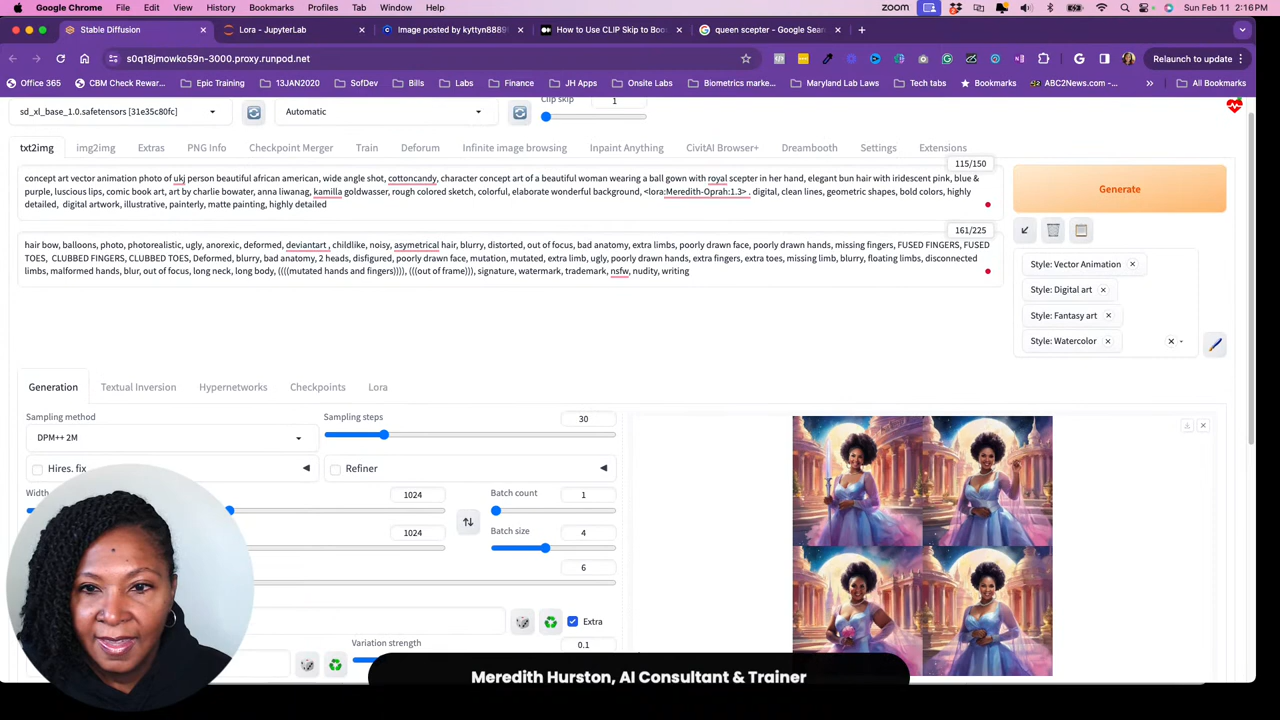 Google Chrome File Edit View History Bookmarks Profiles Tab Window Help zoom Sun Feb 11 2:16 PM
Stable Diffusion Lora - JupyterLab Image posted by kyttyn8889 How to Use CLIP Skip to Boo queen scepter - Google Sear
s0q18jmowko59n-3000.proxy.runpod.net Relaunch to update
Office 365 CBM Check Rewar... Epic Training 13JAN2020 SofDev Bills Labs Finance JH Apps Onsite Labs Biometrics-trainer... Maryland Lab Laws Tech tabs Bookmarks ABC2News.com -... » All Bookmarks
Clip skip
sd_xl_base_1.0.safetensors [31e35c80fc] Automatic 1
txt2img img2img Extras PNG Info Checkpoint Merger Train Deforum Infinite image browsing Inpaint Anything CivitAI Browser+ Dreambooth Settings Extensions
115/150
concept art vector animation photo of ukj person beautiful african american, wide angle shot, cottoncandy, character concept art of a beautiful woman wearing a ball gown with royal scepter in her hand, elegant bun hair with iridescent pink, blue &
purple, luscious lips, comic book art, art by charlie bowater, anna liwanag, kamilla goldwasser, rough colored sketch, colorful, elaborate wonderful background, <lora:Meredith-Oprah:1.3> . digital, clean lines, geometric shapes, bold colors, highly
detailed, digital artwork, illustrative, painterly, matte painting, highly detailed
Generate
161/225
hair bow, balloons, photo, photorealistic, ugly, anorexic, deformed, deviantart , childlike, noisy, asymetrical hair, blurry, distorted, out of focus, bad anatomy, extra limbs, poorly drawn face, poorly drawn hands, missing fingers, FUSED FINGERS, FUSED
TOES, CLUBBED FINGERS, CLUBBED TOES, Deformed, blurry, bad anatomy, 2 heads, disfigured, poorly drawn face, mutation, mutated, extra limb, ugly, poorly drawn hands, extra fingers, extra toes, missing limb, blurry, floating limbs, disconnected
limbs, malformed hands, blur, out of focus, long neck, long body, ((((mutated hands and fingers)))), (((out of frame))), signature, watermark, trademark, nsfw, nudity, writing
Style: Vector Animation
Style: Digital art
Style: Fantasy art
Style: Watercolor
Generation Textual Inversion Hypernetworks Checkpoints Lora
Sampling method Sampling steps 30
DPM++ 2M
Hires. fix Refiner
Width 1024 Batch count 1
1024 Batch size 4
6
Extra
Variation strength 0.1
Meredith Hurston, AI Consultant & Trainer